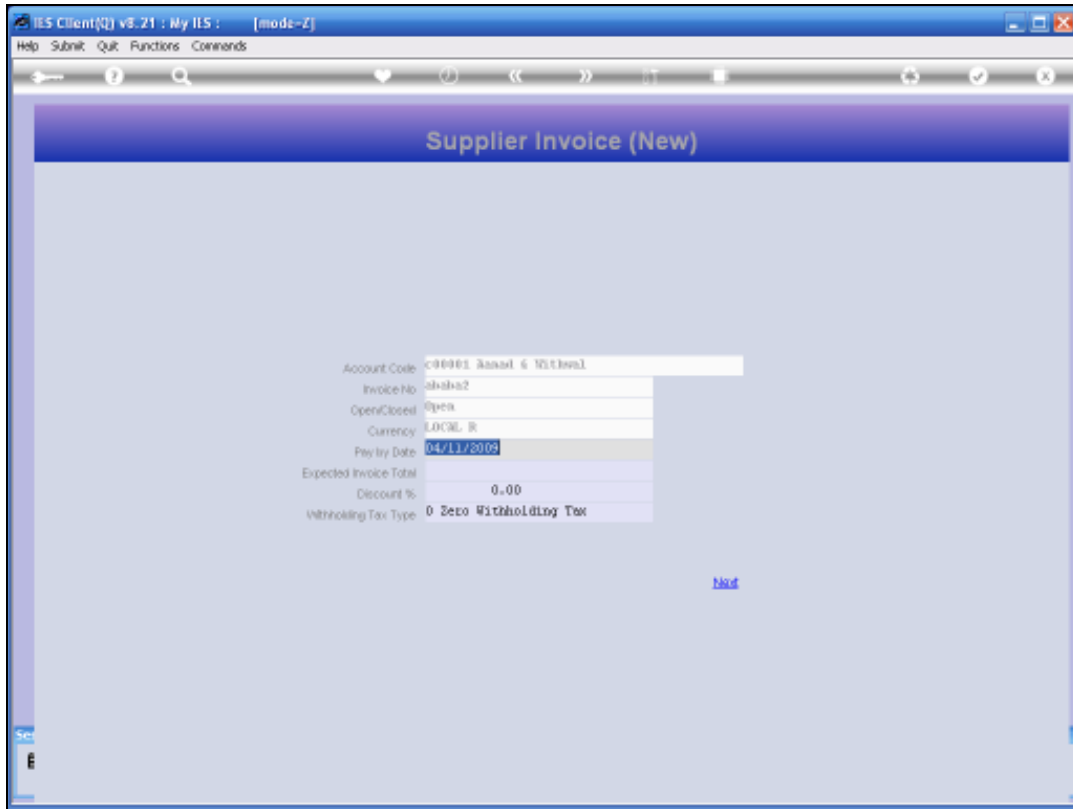 IES Client(Q) v8.21 : My IES : [mode=Z]
Help Submit Quit Functions Commands
Supplier Invoice (New)
Account Code c00001
Invoice No ababa2
Open/Closed Open
Currency LOCAL R
Pay by Date 04/11/2009
Expected Invoice Total
Discount % 0.00
Withholding Tax Type 0 Zero Withholding Tax
Next